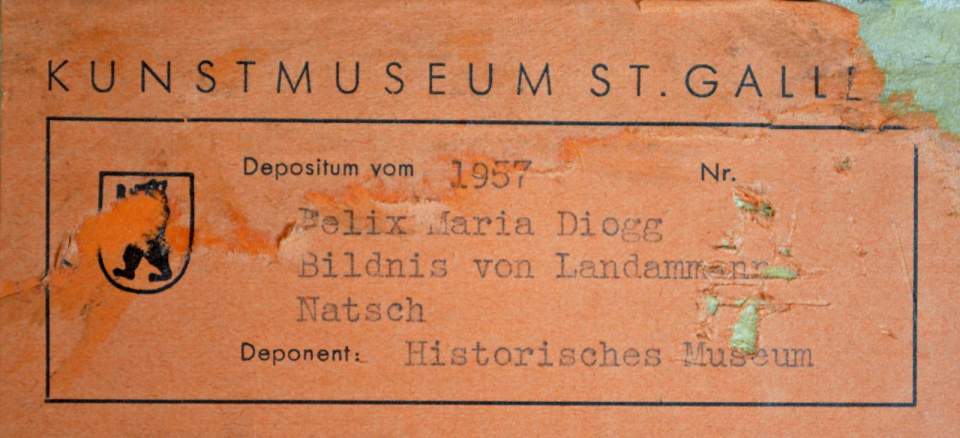 KUNSTMUSEUM ST. GALLE
Depositum vom 1957 Nr.
Felix Maria Diogg
Bildnis von Landammann
Natsch
Deponent: Historisches Museum